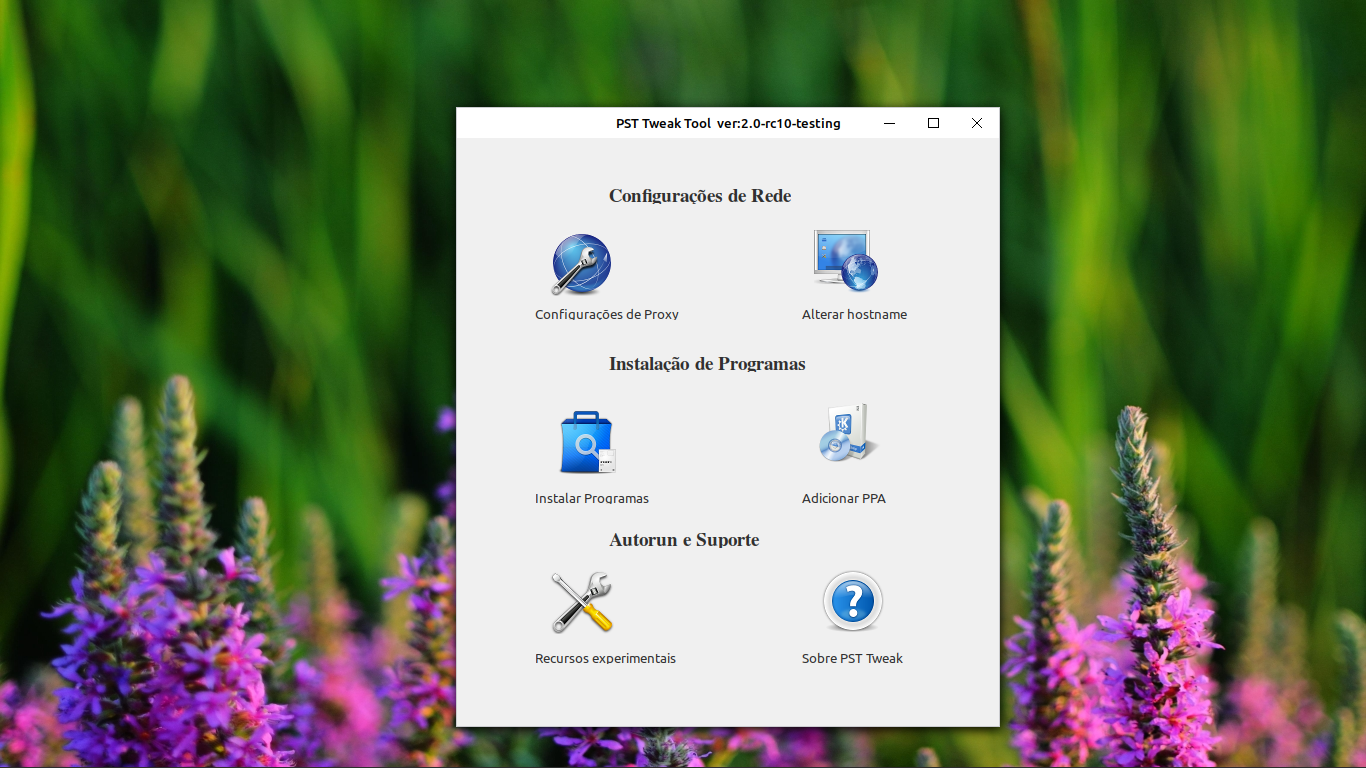 PST Tweak Tool ver:2.0-rc10-testing
Configurações de Rede
Configurações de Proxy
Alterar hostname
Instalação de Programas
Instalar Programas
Adicionar PPA
Autorun e Suporte
Recursos experimentais
Sobre PST Tweak